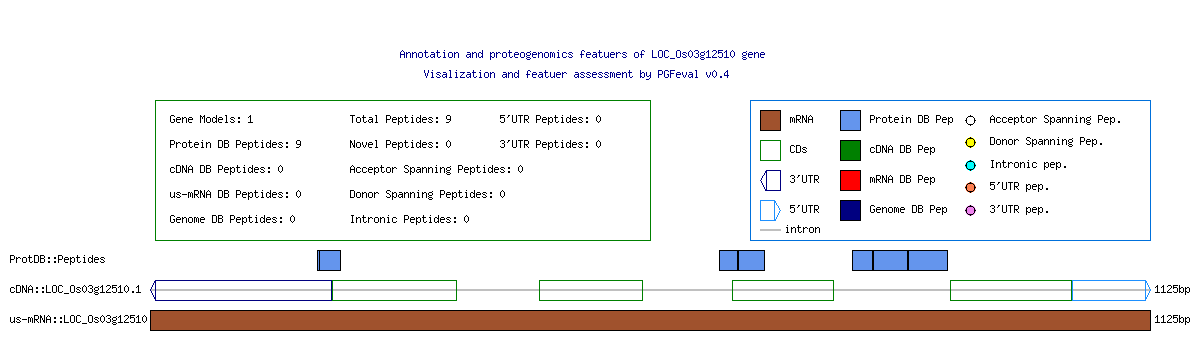 Annotation and proteogenomics featuers of LOC_Os03g12510 gene
Visalization and featuer assessment by PGFeval v0.4
Gene Models: 1 Total Peptides: 9 5'UTR Peptides: 0
Protein DB Peptides: 9 Novel Peptides: 0 3'UTR Peptides: 0
cDNA DB Peptides: 0 Acceptor Spanning Peptides: 0
us-mRNA DB Peptides: 0 Donor Spanning Peptides: 0
Genome DB Peptides: 0 Intronic Peptides: 0
mRNA Protein DB Pep Acceptor Spanning Pep.
CDs cDNA DB Pep Donor Spanning Pep.
3'UTR mRNA DB Pep Intronic pep.
5'UTR Genome DB Pep 5'UTR pep.
intron 3'UTR pep.
ProtDB::Peptides
cDNA::LOC_Os03g12510.1 1125bp
us-mRNA::LOC_Os03g12510 1125bp